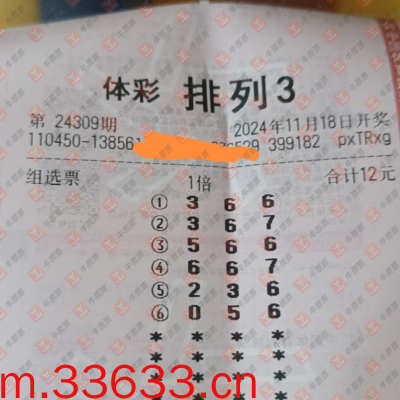 体彩 排列3
第 24309期 2024年11月18日开奖
110450-138561 399182 pxTRxg
组选票 1倍 合计12元
① 3 6 6
② 3 6 7
③ 5 6 6
④ 6 6 7
⑤ 2 3 6
⑥ 0 5 6
* * *
* * *
* * *
* * *
m.33633.cn